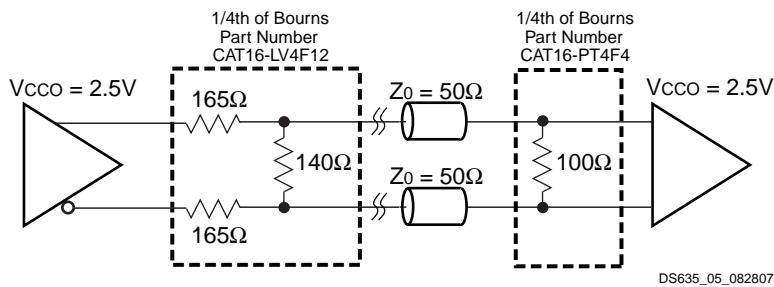 1/4th of Bourns
Part Number
CAT16-LV4F12
1/4th of Bourns
Part Number
CAT16-PT4F4
VCCO = 2.5V
165Ω
Z0 = 50Ω
VCCO = 2.5V
140Ω
100Ω
Z0 = 50Ω
165Ω
DS635_05_082807